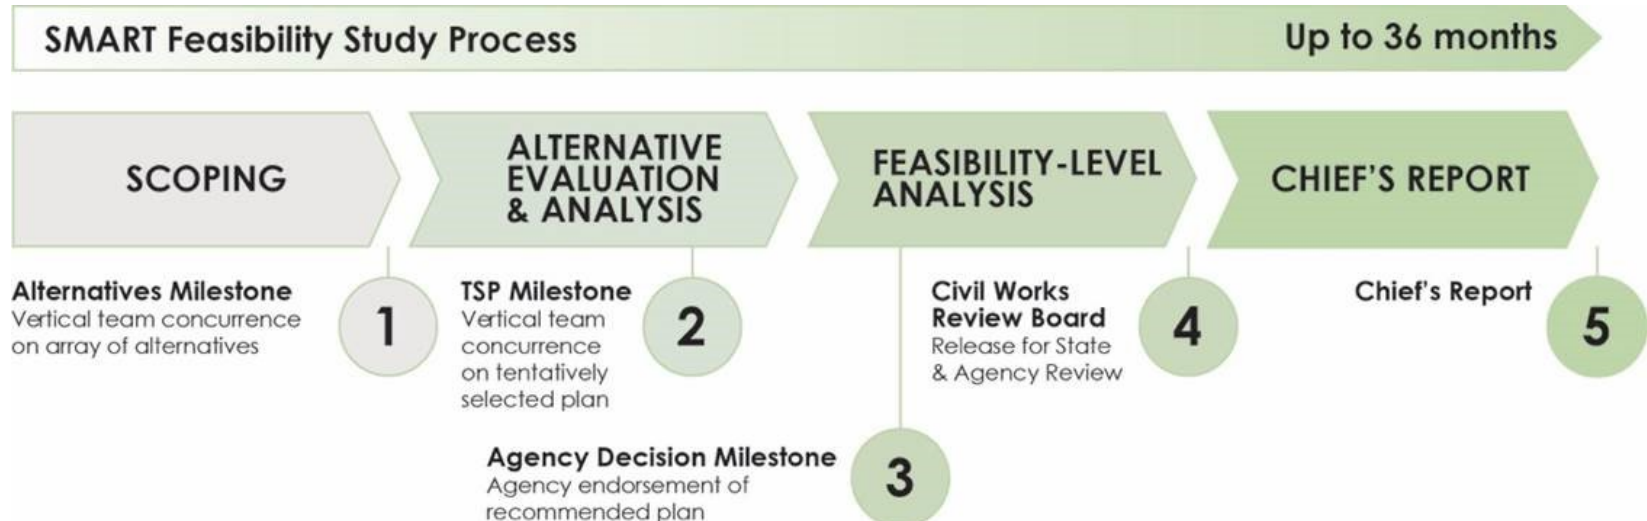 SMART Feasibility Study Process
Up to 36 months
SCOPING
ALTERNATIVE
EVALUATION
& ANALYSIS
FEASIBILITY-LEVEL
ANALYSIS
CHIEF'S REPORT
Alternatives Milestone
Vertical team concurrence
on array of alternatives
1
TSP Milestone
Vertical team
concurrence
on tentatively
selected plan
2
Agency Decision Milestone
Agency endorsement of
recommended plan
3
Civil Works
Review Board
Release for State
& Agency Review
4
Chief's Report
5